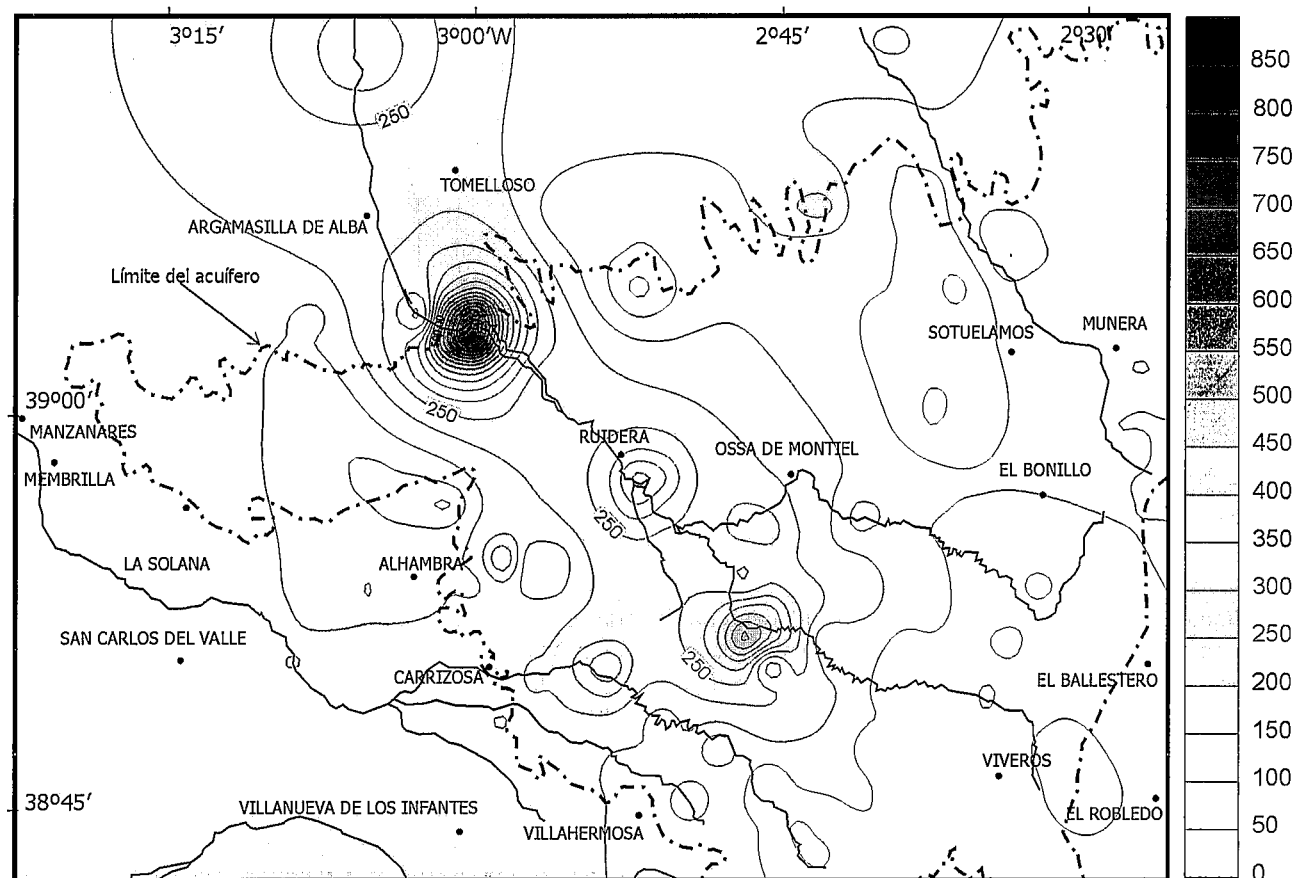 3º15'
3º00'W
2º45'
2º30'
250
TOMELLOSO
ARGAMASILLA DE ALBA
Límite del acuífero
SOTUELAMOS
MUNERA
39º00'
250
MANZANARES
RUIDERA
OSSA DE MONTIEL
MEMBRILLA
EL BONILLO
250
LA SOLANA
ALHAMBRA
SAN CARLOS DEL VALLE
250
CARRIZOSA
EL BALLESTERO
VIVEROS
38º45'
VILLANUEVA DE LOS INFANTES
VILLAHERMOSA
EL ROBLEDO
850
800
750
700
650
600
550
500
450
400
350
300
250
200
150
100
50
0